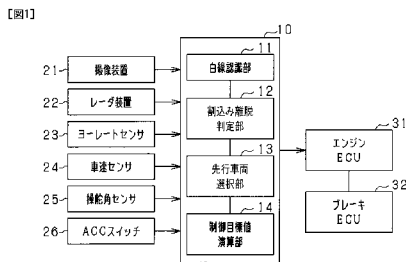 [図1]
10
21
撮像装置
22
レーダ装置
23
ヨーレートセンサ
24
車速センサ
25
操舵角センサ
26
ACCスイッチ
11
白線認識部
12
割込み離脱
判定部
13
先行車両
選択部
14
制御目標値
演算部
31
エンジン
ECU
32
ブレーキ
ECU